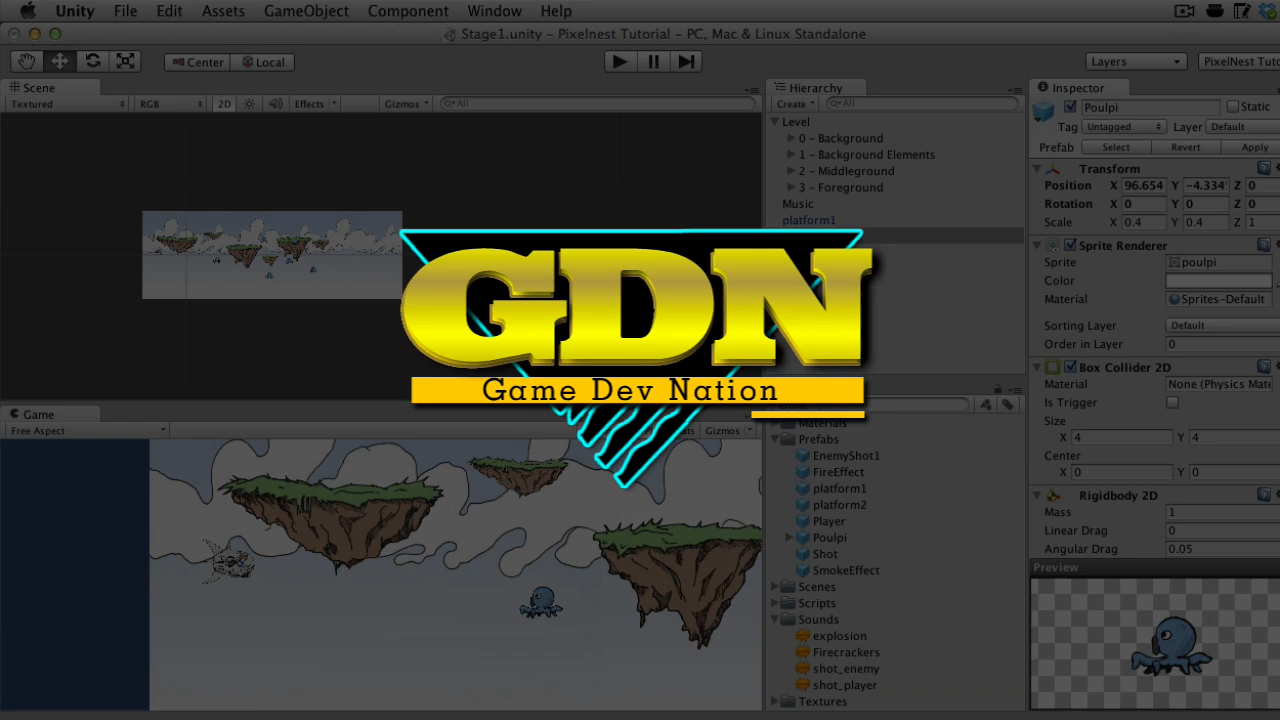 Unity File Edit Assets GameObject Component Window Help
Stage1.unity - Pixelnest Tutorial - PC, Mac & Linux Standalone
Center Local Layers PixelNest Tuto
Scene
Textured RGB 2D Effects Gizmos All
Hierarchy
Create All
Level
0 - Background
1 - Background Elements
2 - Middleground
3 - Foreground
Music
platform1
Inspector
Poulpi Static
Tag Untagged Layer Default
Prefab Select Revert Apply
Transform
Position X 96.654 Y -4.334 Z 0
Rotation X 0 Y 0 Z 0
Scale X 0.4 Y 0.4 Z 1
Sprite Renderer
Sprite poulpi
Color
Material Sprites-Default
Sorting Layer Default
Order in Layer 0
Box Collider 2D
Material None (Physics Mate
Is Trigger
Size
X 4 Y 4
Center
X 0 Y 0
Rigidbody 2D
Mass 1
Linear Drag 0
Angular Drag 0.05
Preview
GDN
Game Dev Nation
Game
Free Aspect Gizmos
Materials
Prefabs
EnemyShot1
FireEffect
platform1
platform2
Player
Poulpi
Shot
SmokeEffect
Scenes
Scripts
Sounds
explosion
Firecrackers
shot_enemy
shot_player
Textures